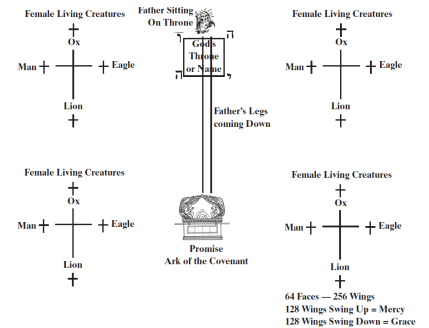 Female Living Creatures
Ox
Man
Eagle
Lion
Father Sitting
On Throne
God's
Throne
or Name
Father's Legs
coming Down
Female Living Creatures
Ox
Man
Eagle
Lion
Female Living Creatures
Ox
Man
Eagle
Lion
Promise
Ark of the Covenant
Female Living Creatures
Ox
Man
Eagle
Lion
64 Faces — 256 Wings
128 Wings Swing Up = Mercy
128 Wings Swing Down = Grace